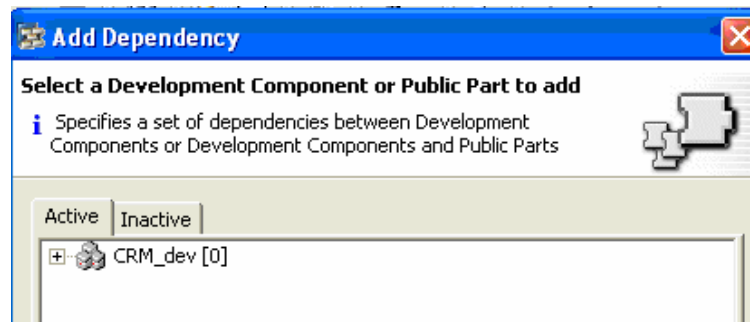 Add Dependency
Select a Development Component or Public Part to add
Specifies a set of dependencies between Development
Components or Development Components and Public Parts
Active Inactive
CRM_dev [0]